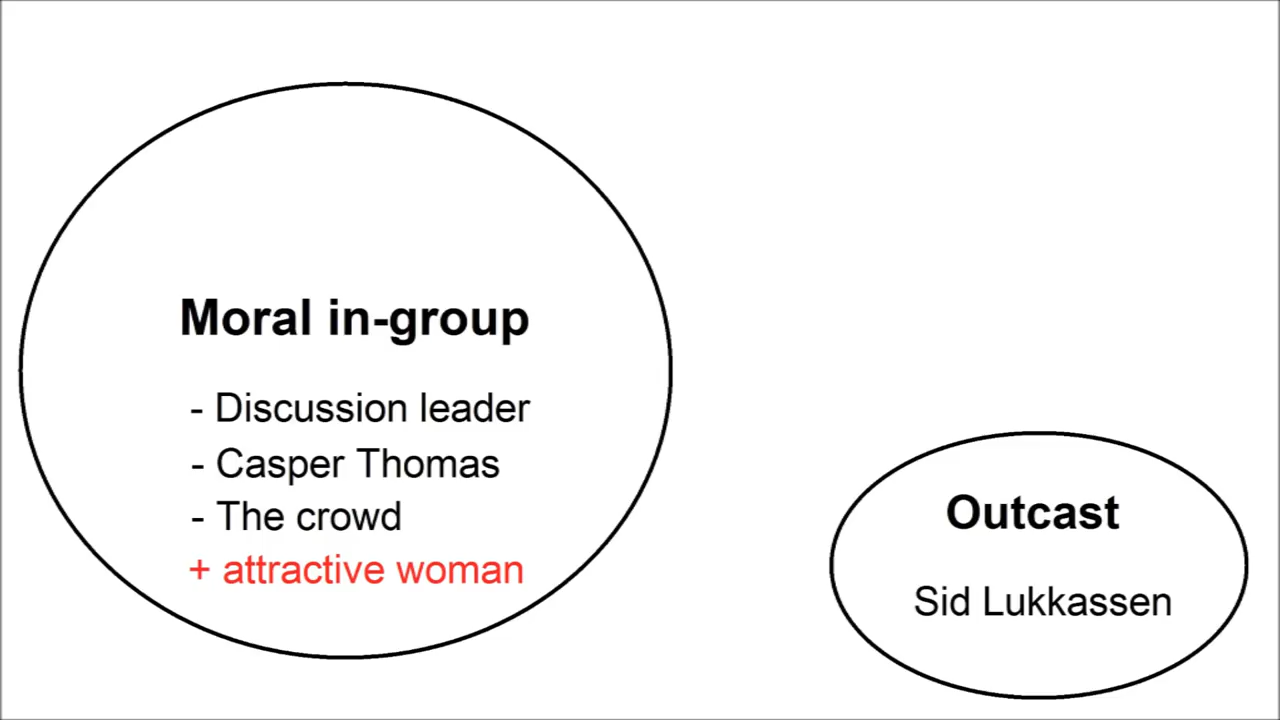 Moral in-group
- Discussion leader
- Casper Thomas
- The crowd
+ attractive woman
Outcast
Sid Lukkassen